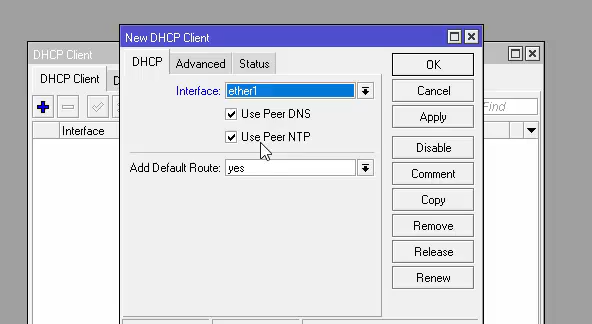 New DHCP Client
DHCP Client
DHCP Client
DHCP
Advanced
Status
Interface: ether1
Use Peer DNS
Use Peer NTP
Add Default Route: yes
OK
Cancel
Apply
Disable
Comment
Copy
Remove
Release
Renew
Interface
Find